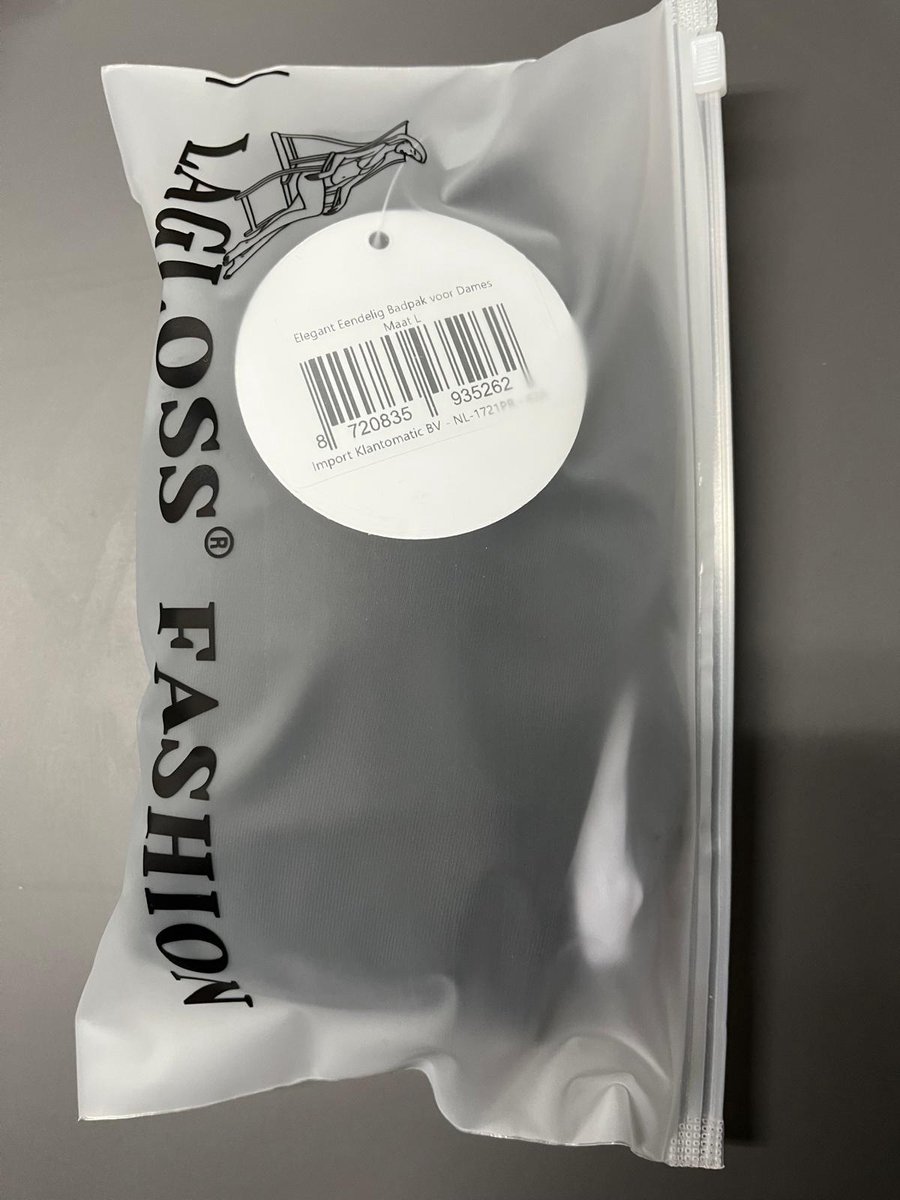 LAGLOSS® FASHION
Elegant Eendelig Badpak voor Dames
Maat L
8 720835 935262
Import Klantomatic BV - NL-1721PR -